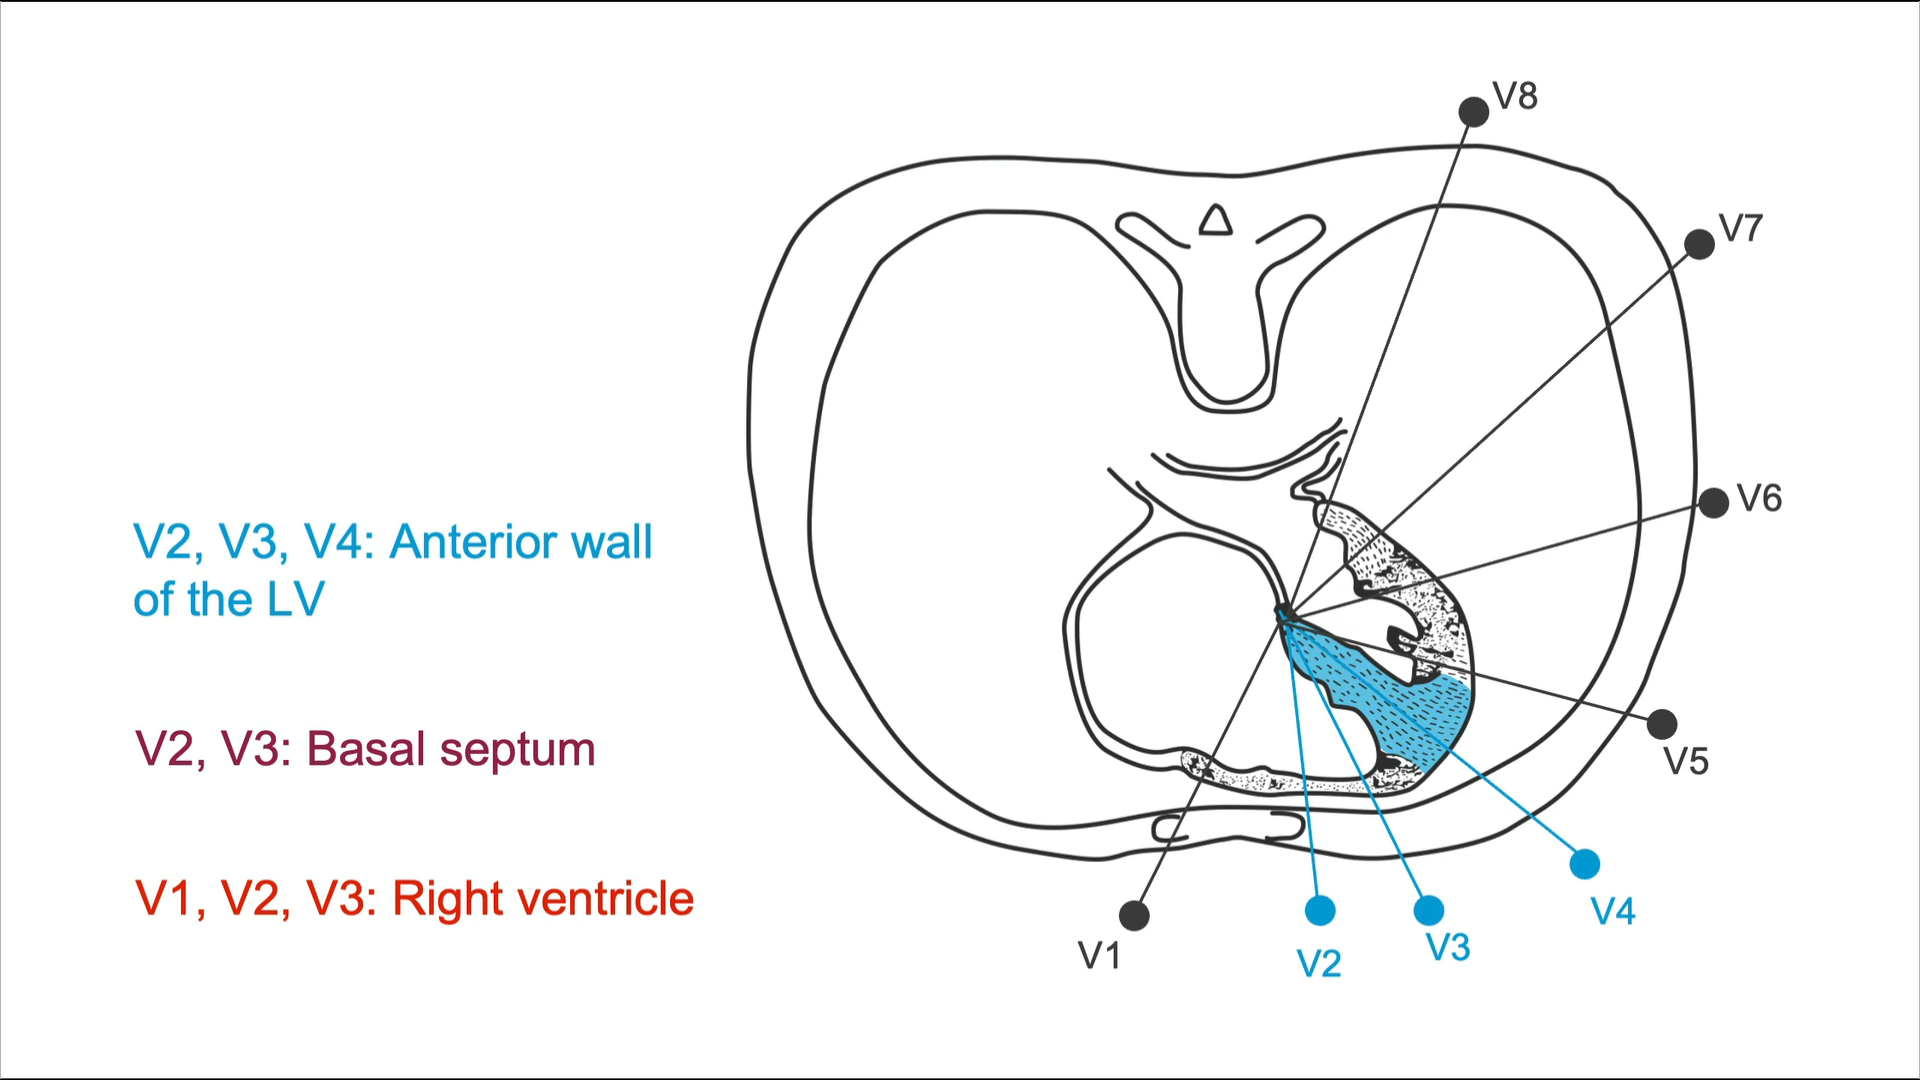 V2, V3, V4: Anterior wall
of the LV
V2, V3: Basal septum
V1, V2, V3: Right ventricle
V8
V7
V6
V5
V4
V3
V2
V1